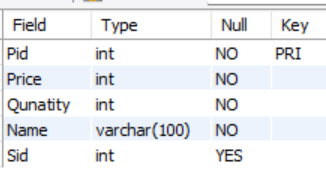 Field Type Null Key
Pid int NO PRI
Price int NO
Qunatity int NO
Name varchar(100) NO
Sid int YES